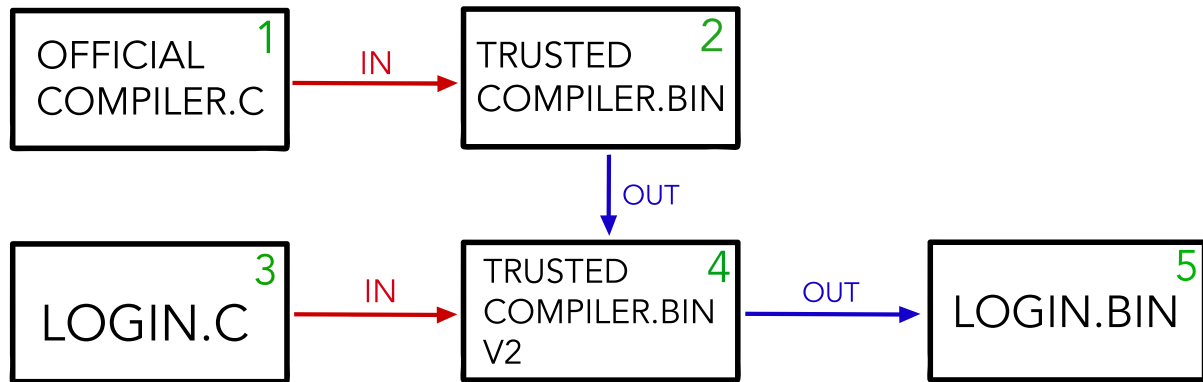 OFFICIAL
COMPILER.C
1
IN
TRUSTED
COMPILER.BIN
2
OUT
LOGIN.C
3
IN
TRUSTED
COMPILER.BIN
V2
4
OUT
LOGIN.BIN
5